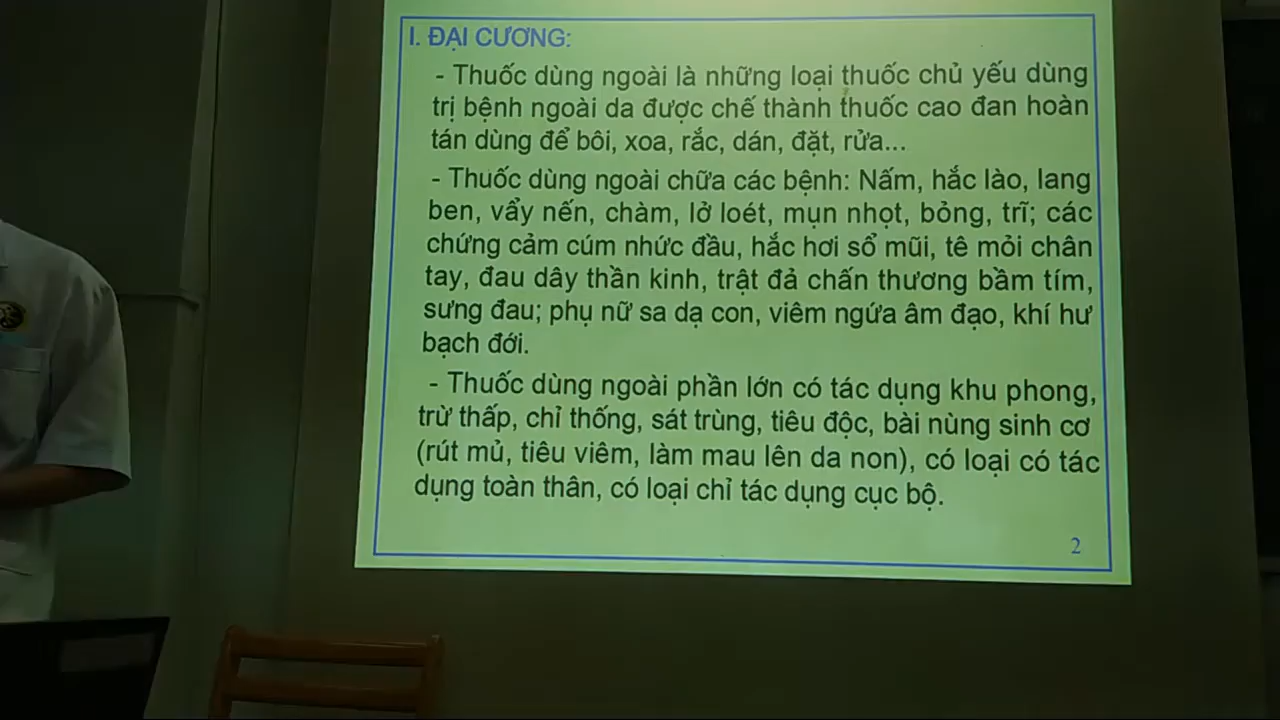 I. ĐẠI CƯƠNG:
- Thuốc dùng ngoài là những loại thuốc chủ yếu dùng
trị bệnh ngoài da được chế thành thuốc cao đan hoàn
tán dùng để bôi, xoa, rắc, dán, đặt, rửa...
- Thuốc dùng ngoài chữa các bệnh: Nấm, hắc lào, lang
ben, vẩy nến, chàm, lở loét, mụn nhọt, bỏng, trĩ; các
chứng cảm cúm nhức đầu, hắc hơi sổ mũi, tê mỏi chân
tay, đau dây thần kinh, trật đả chấn thương bầm tím,
sưng đau; phụ nữ sa dạ con, viêm ngứa âm đạo, khí hư
bạch đới.
- Thuốc dùng ngoài phần lớn có tác dụng khu phong,
trừ thấp, chỉ thống, sát trùng, tiêu độc, bài nùng sinh cơ
(rút mủ, tiêu viêm, làm mau lên da non), có loại có tác
dụng toàn thân, có loại chỉ tác dụng cục bộ.
2